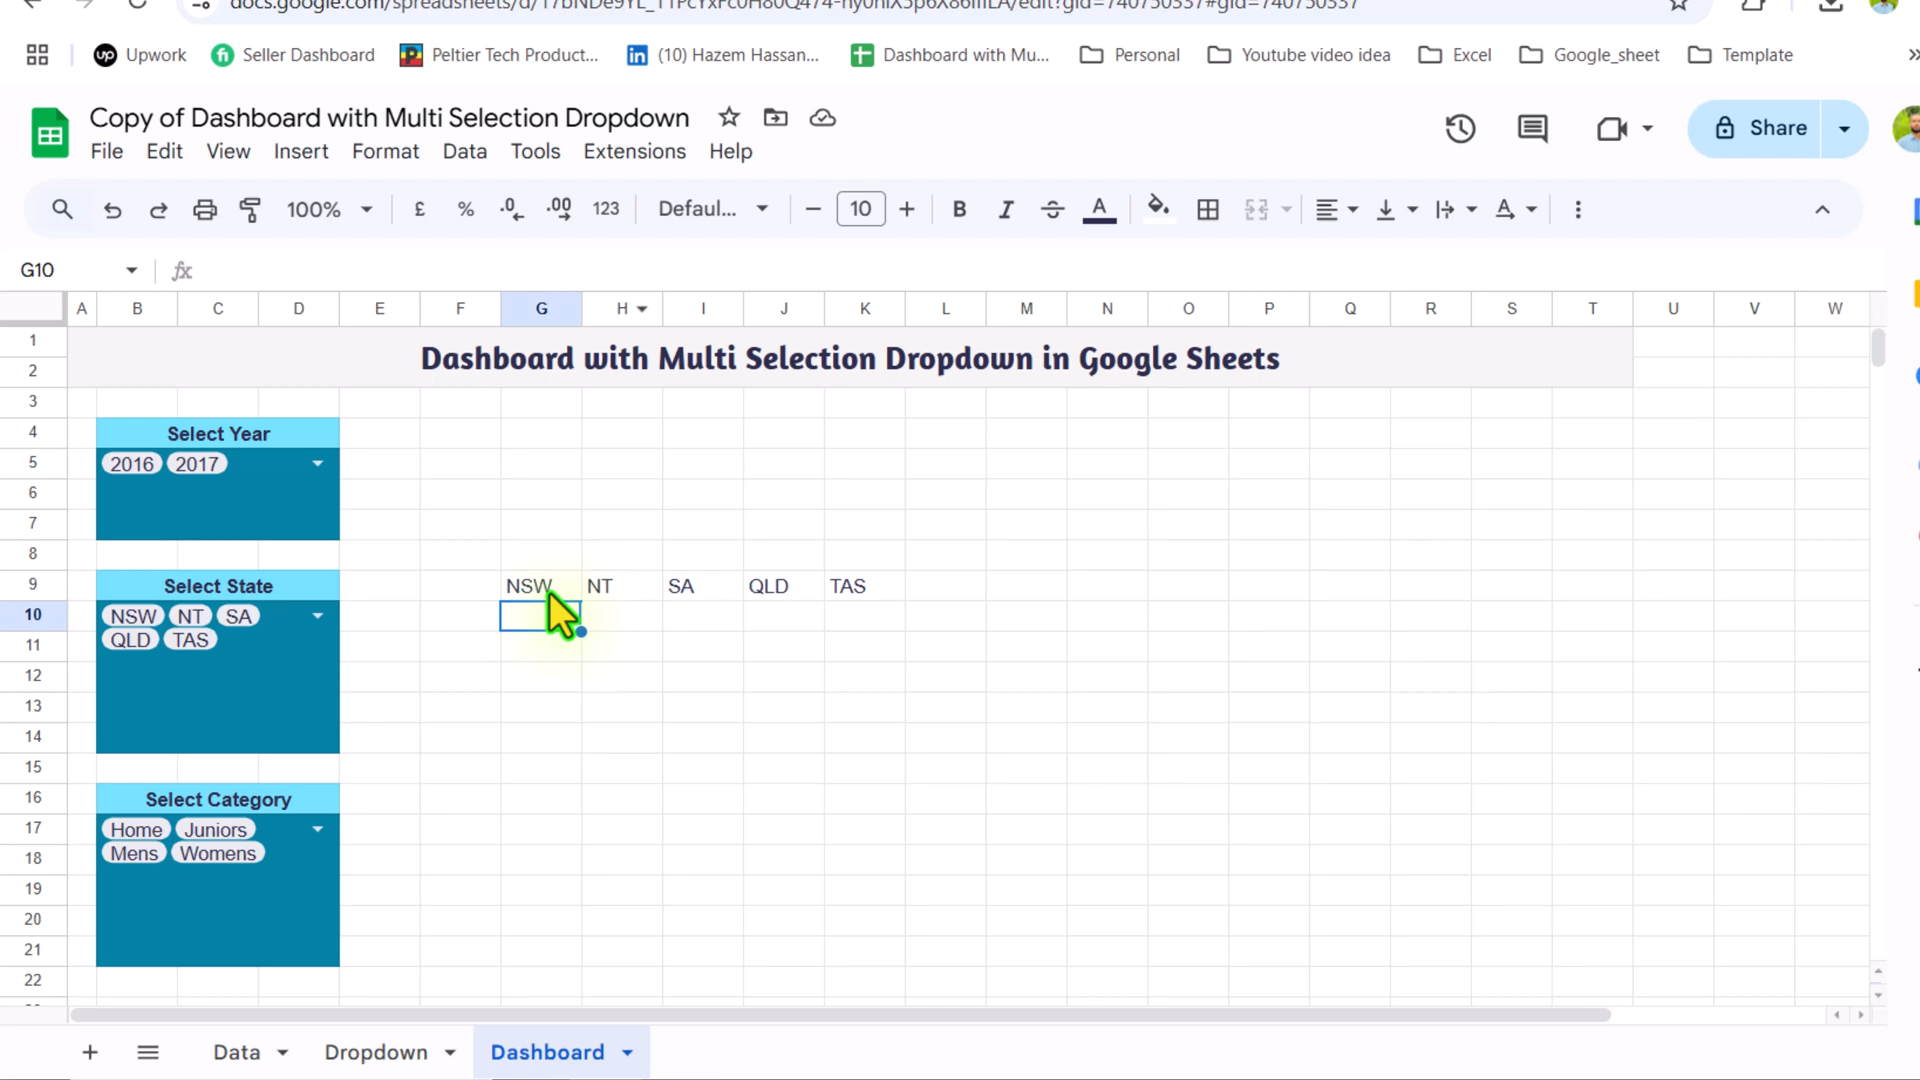 Upwork Seller Dashboard Peltier Tech Product... (10) Hazem Hassan... Dashboard with Mu... Personal Youtube video idea Excel Google_sheet Template
Copy of Dashboard with Multi Selection Dropdown
Share
File Edit View Insert Format Data Tools Extensions Help
100% £ % .0 .00 123 Defaul... 10 B I A
G10 fx
A B C D E F G H I J K L M N O P Q R S T U V W
1
Dashboard with Multi Selection Dropdown in Google Sheets
2
3
4 Select Year
5 2016 2017
6
7
8
9 Select State NSW NT SA QLD TAS
10 NSW NT SA
11 QLD TAS
12
13
14
15
16 Select Category
17 Home Juniors
18 Mens Womens
19
20
21
22
Data Dropdown Dashboard